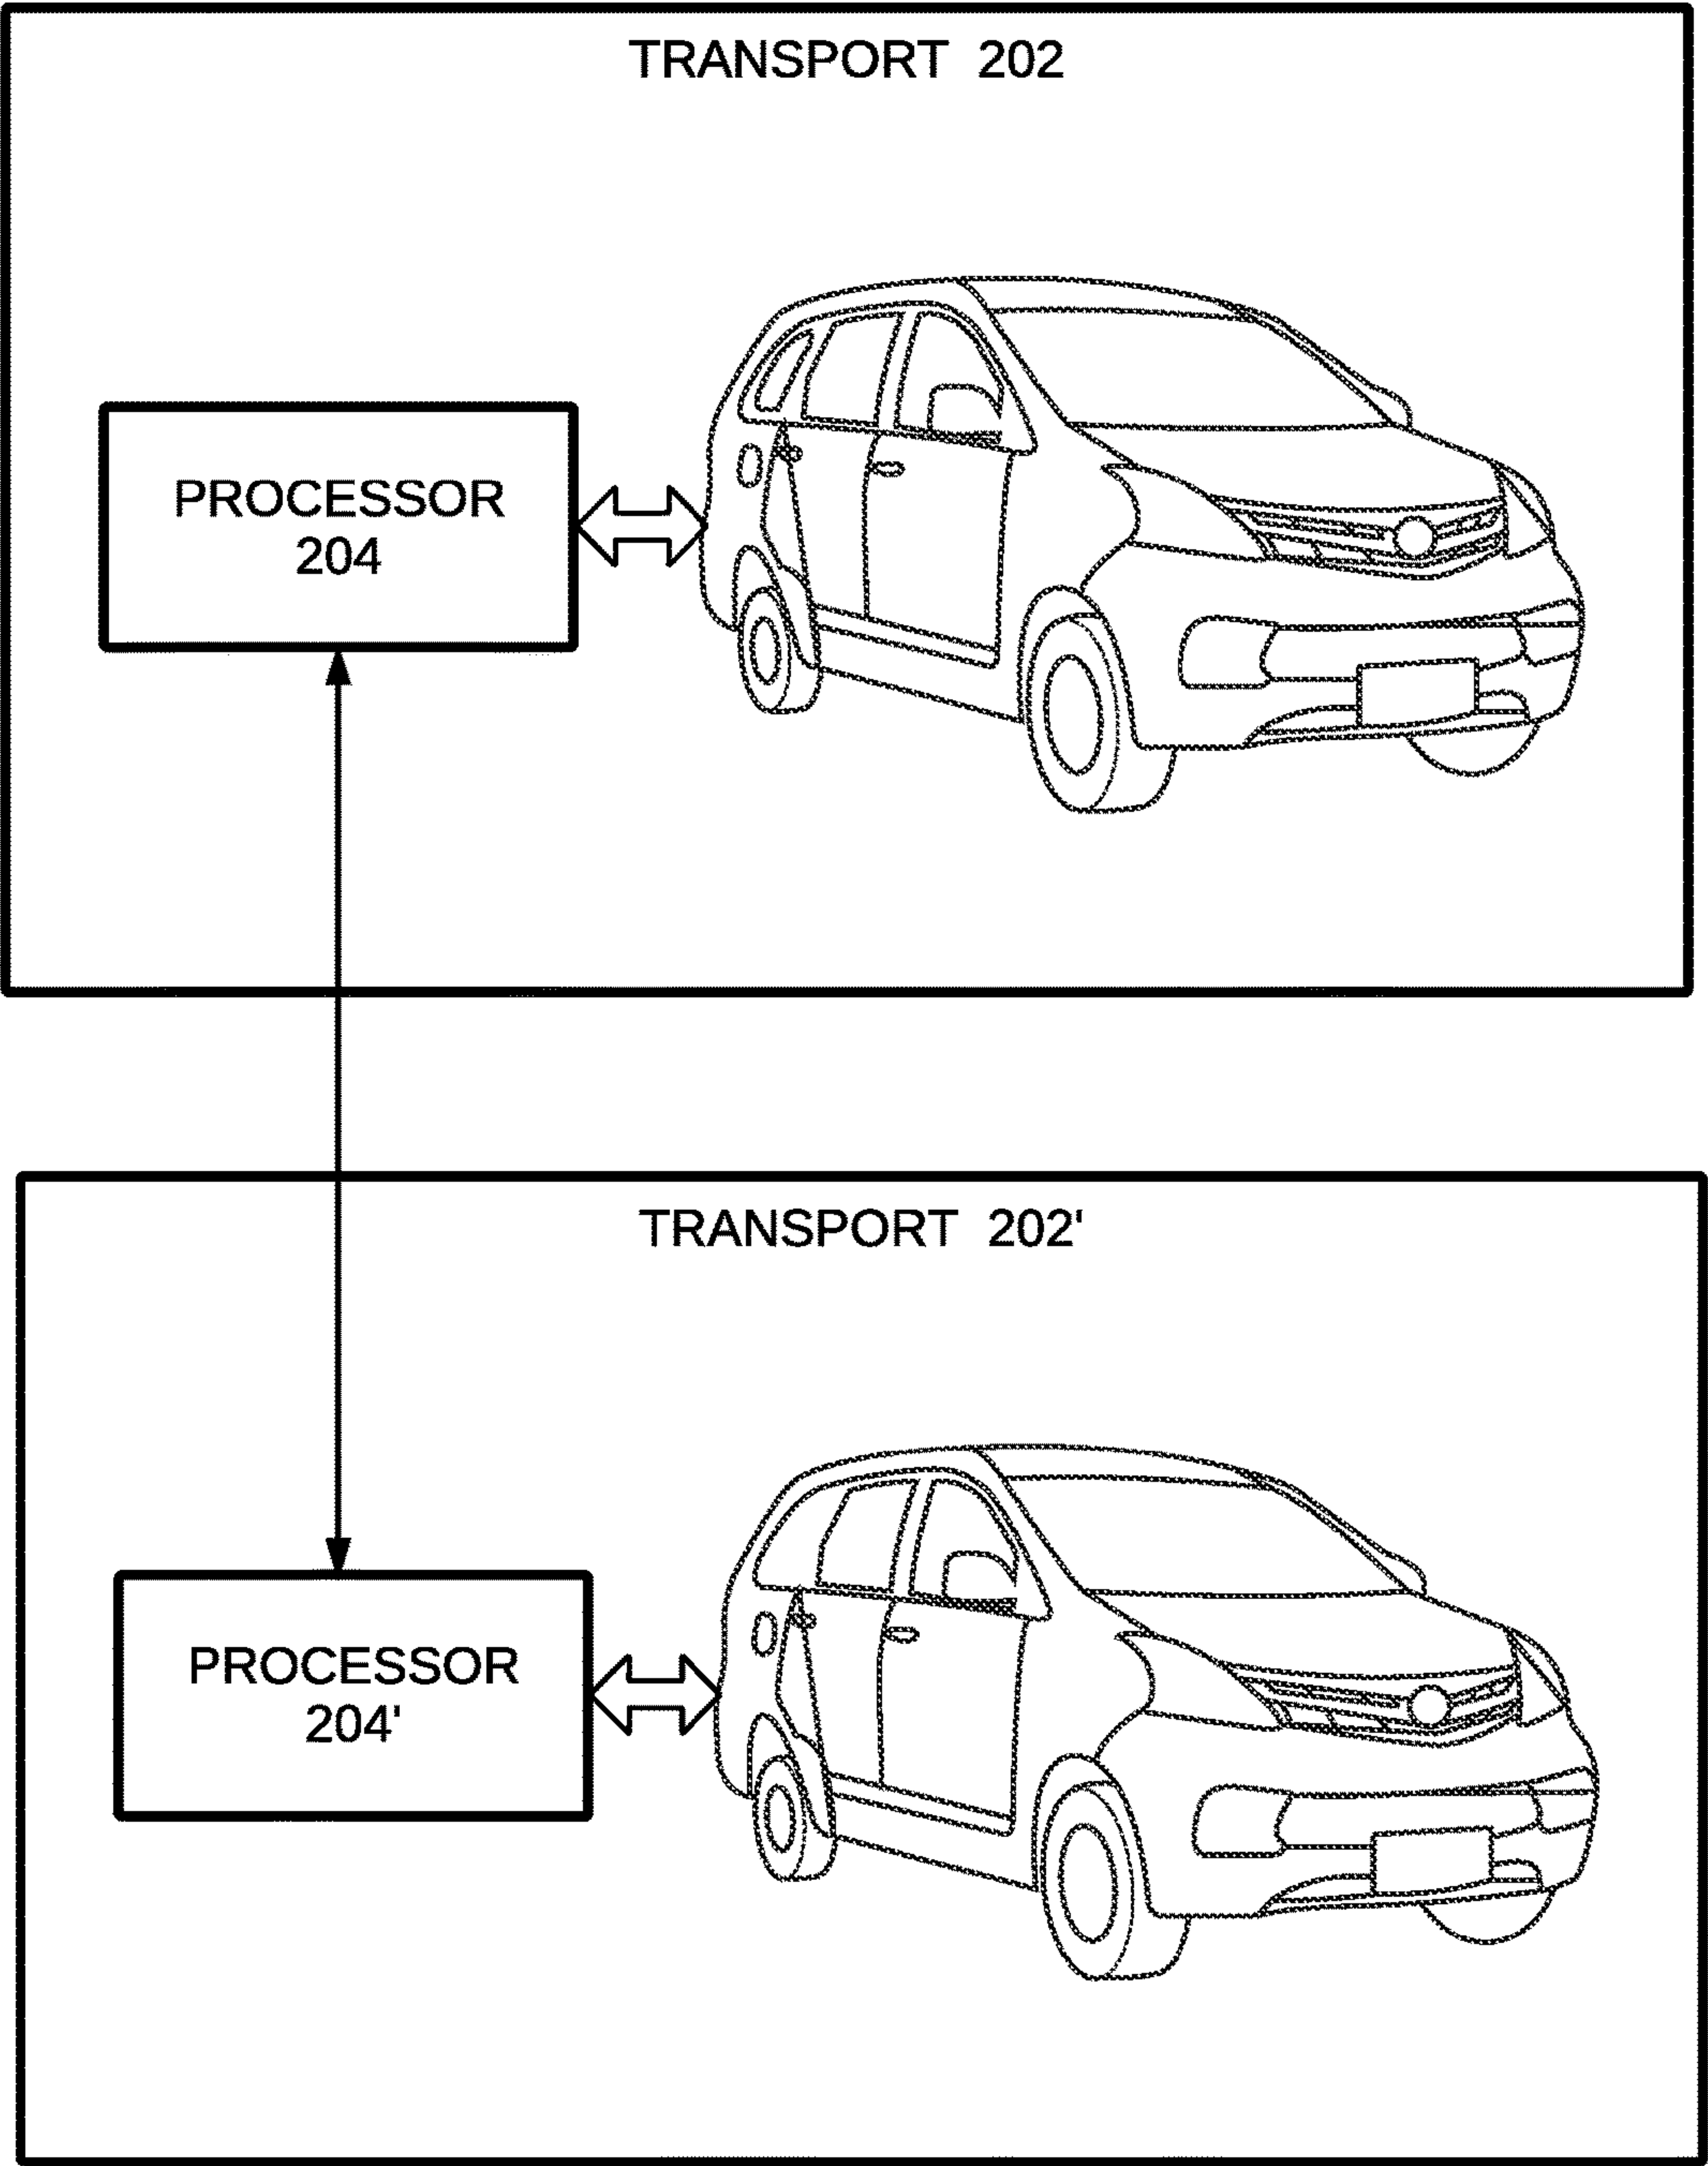 TRANSPORT 202
PROCESSOR
204
TRANSPORT 202'
PROCESSOR
204'